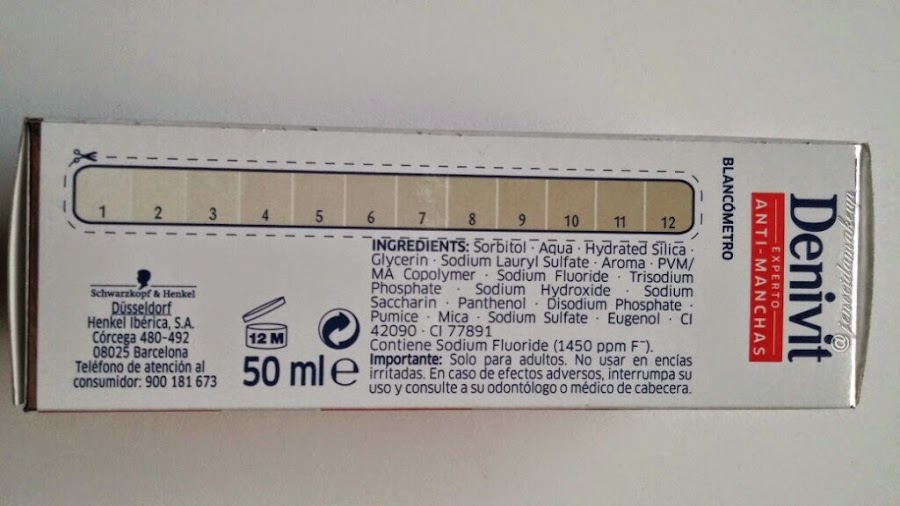 1 2 3 4 5 6 7 8 9 10 11 12
BLANCÓMETRO
Denivit
EXPERTO
ANTI-MANCHAS
INGREDIENTS: Sorbitol · Aqua · Hydrated Silica ·
Glycerin · Sodium Lauryl Sulfate · Aroma · PVM/
MA Copolymer · Sodium Fluoride · Trisodium
Phosphate · Sodium Hydroxide · Sodium
Saccharin · Panthenol · Disodium Phosphate ·
Pumice · Mica · Sodium Sulfate · Eugenol · CI
42090 · CI 77891
Contiene Sodium Fluoride (1450 ppm F⁻).
Importante: Solo para adultos. No usar en encías
irritadas. En caso de efectos adversos, interrumpa su
uso y consulte a su odontólogo o médico de cabecera.
Schwarzkopf & Henkel
Düsseldorf
Henkel Ibérica, S.A.
Córcega 480-492
08025 Barcelona
Teléfono de atención al
consumidor: 900 181 673
12 M
50 ml e